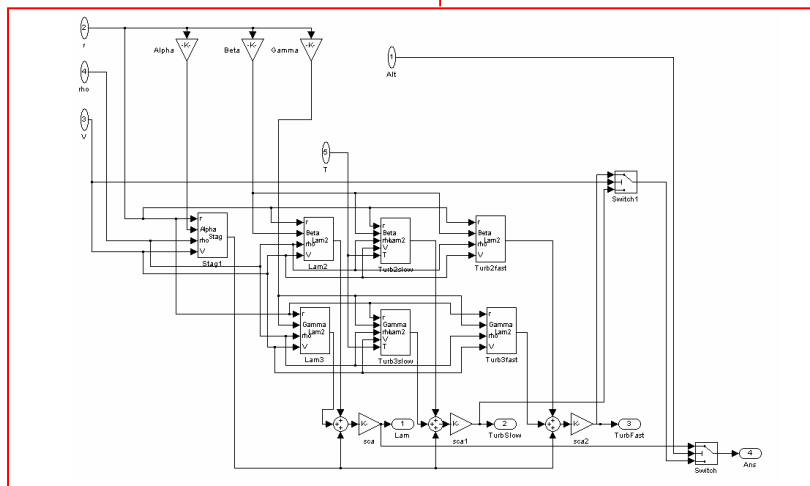 2
r
-K-
-K-
-K-
Alpha
Beta
Gamma
1
Alt
4
rho
3
V
5
T
Switch1
r
Alpha
Stag
rho
V
Stag1
r
Beta
Lam2
rho
V
Lam2
r
Beta
Lam2
V
T
Turb2slow
r
Beta
Lam2
rho
V
Turb2fast
r
Gamma
Lam2
rho
V
Lam3
r
Gamma
Lam2
V
T
Turb3slow
r
Gamma
Lam2
rho
V
Turb3fast
K-
sca
1
Lam
K-
sca1
2
TurbSlow
K-
sca2
3
TurbFast
Switch
4
Ans